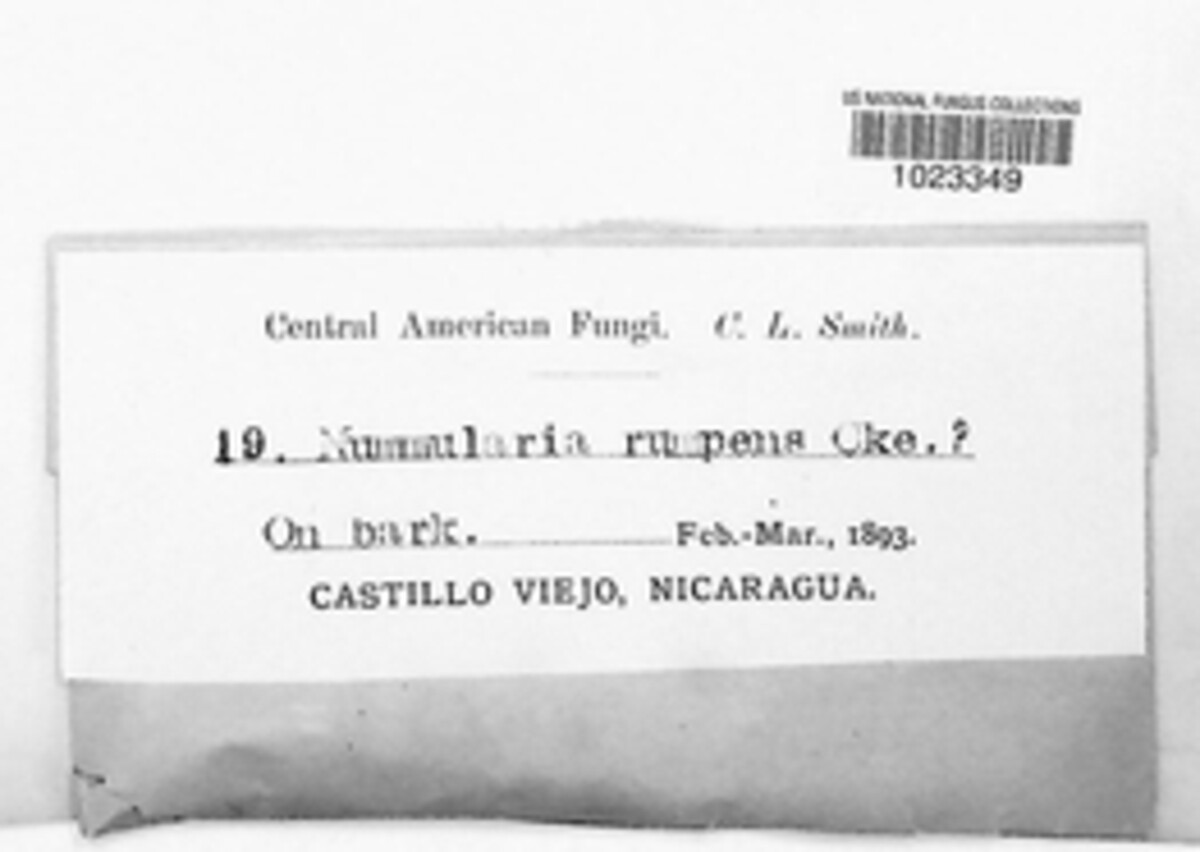 US NATIONAL FUNGUS COLLECTIONS
1023349
Central American Fungi. C. L. Smith.
19. Nummularia rumpens Cke.?
On bark. Feb.-Mar., 1893.
CASTILLO VIEJO, NICARAGUA.